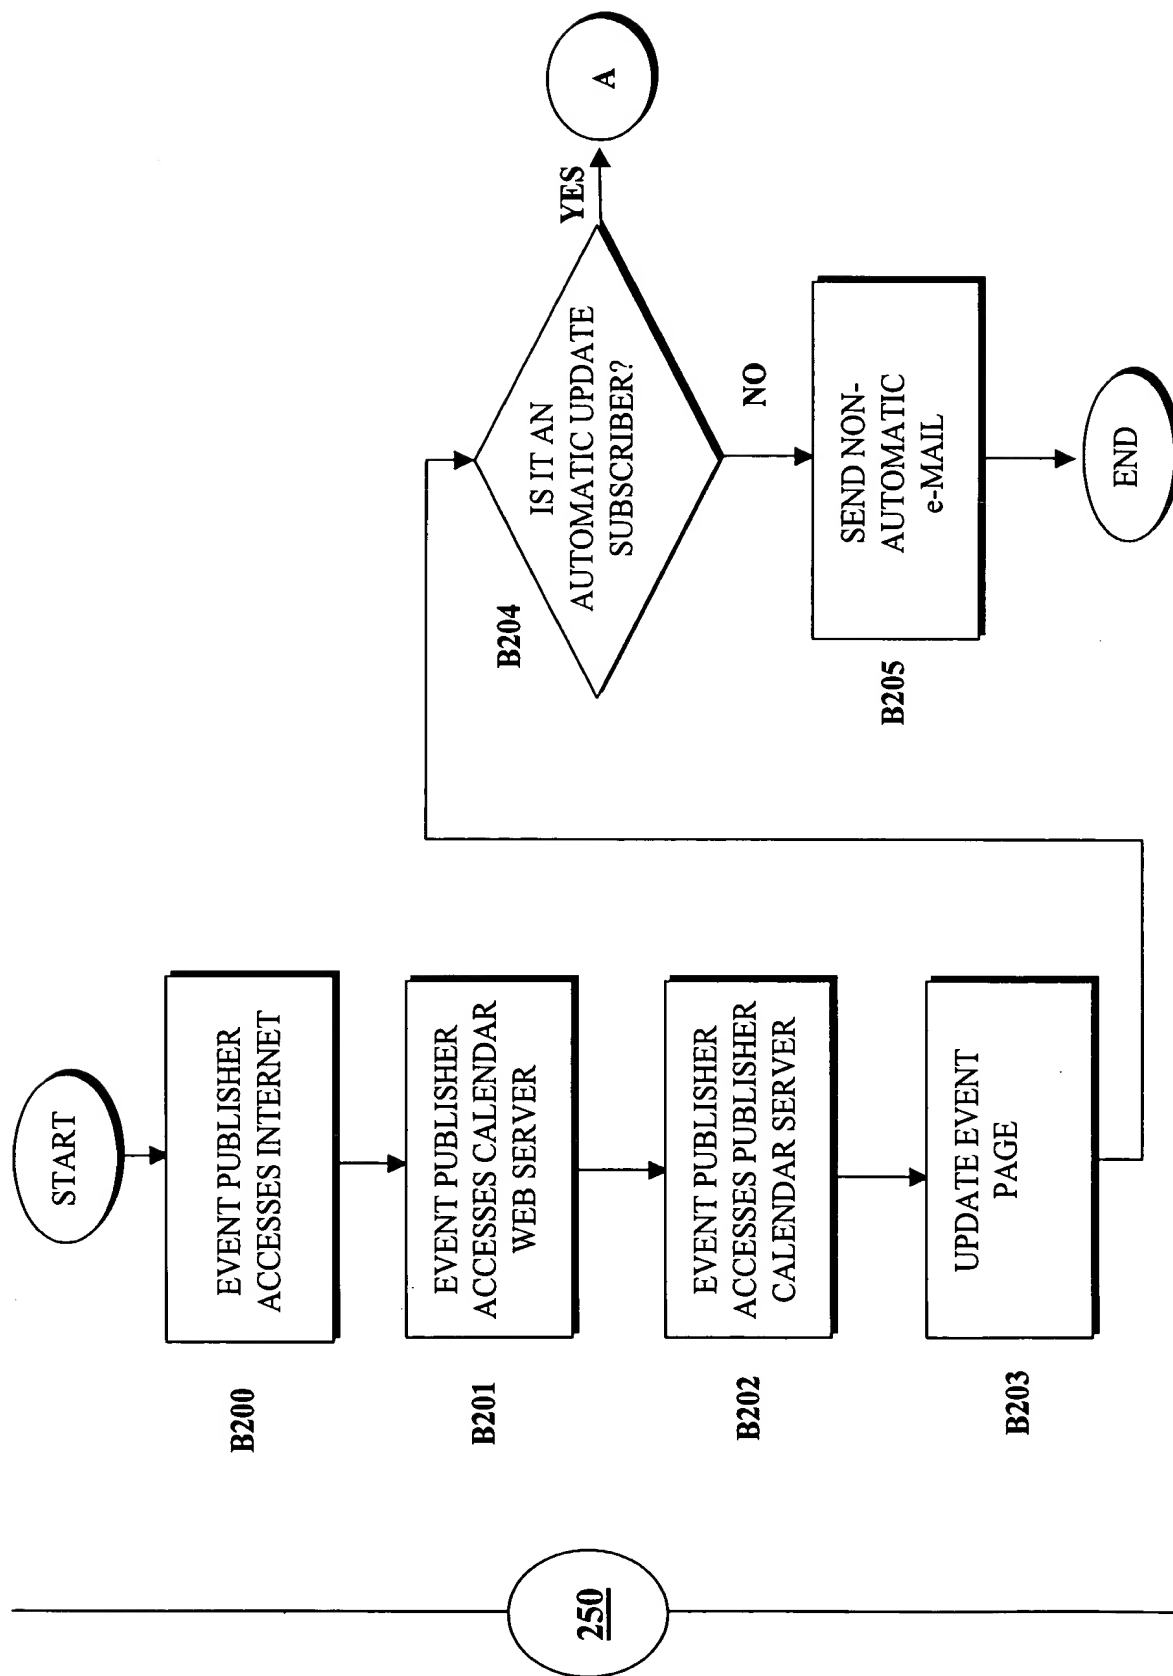 250
START
B200
EVENT PUBLISHER
ACCESSES INTERNET
B201
EVENT PUBLISHER
ACCESSES CALENDAR
WEB SERVER
B202
EVENT PUBLISHER
ACCESSES PUBLISHER
CALENDAR SERVER
B203
UPDATE EVENT
PAGE
B204
IS IT AN
AUTOMATIC UPDATE
SUBSCRIBER?
YES
A
NO
B205
SEND NON-
AUTOMATIC
e-MAIL
END